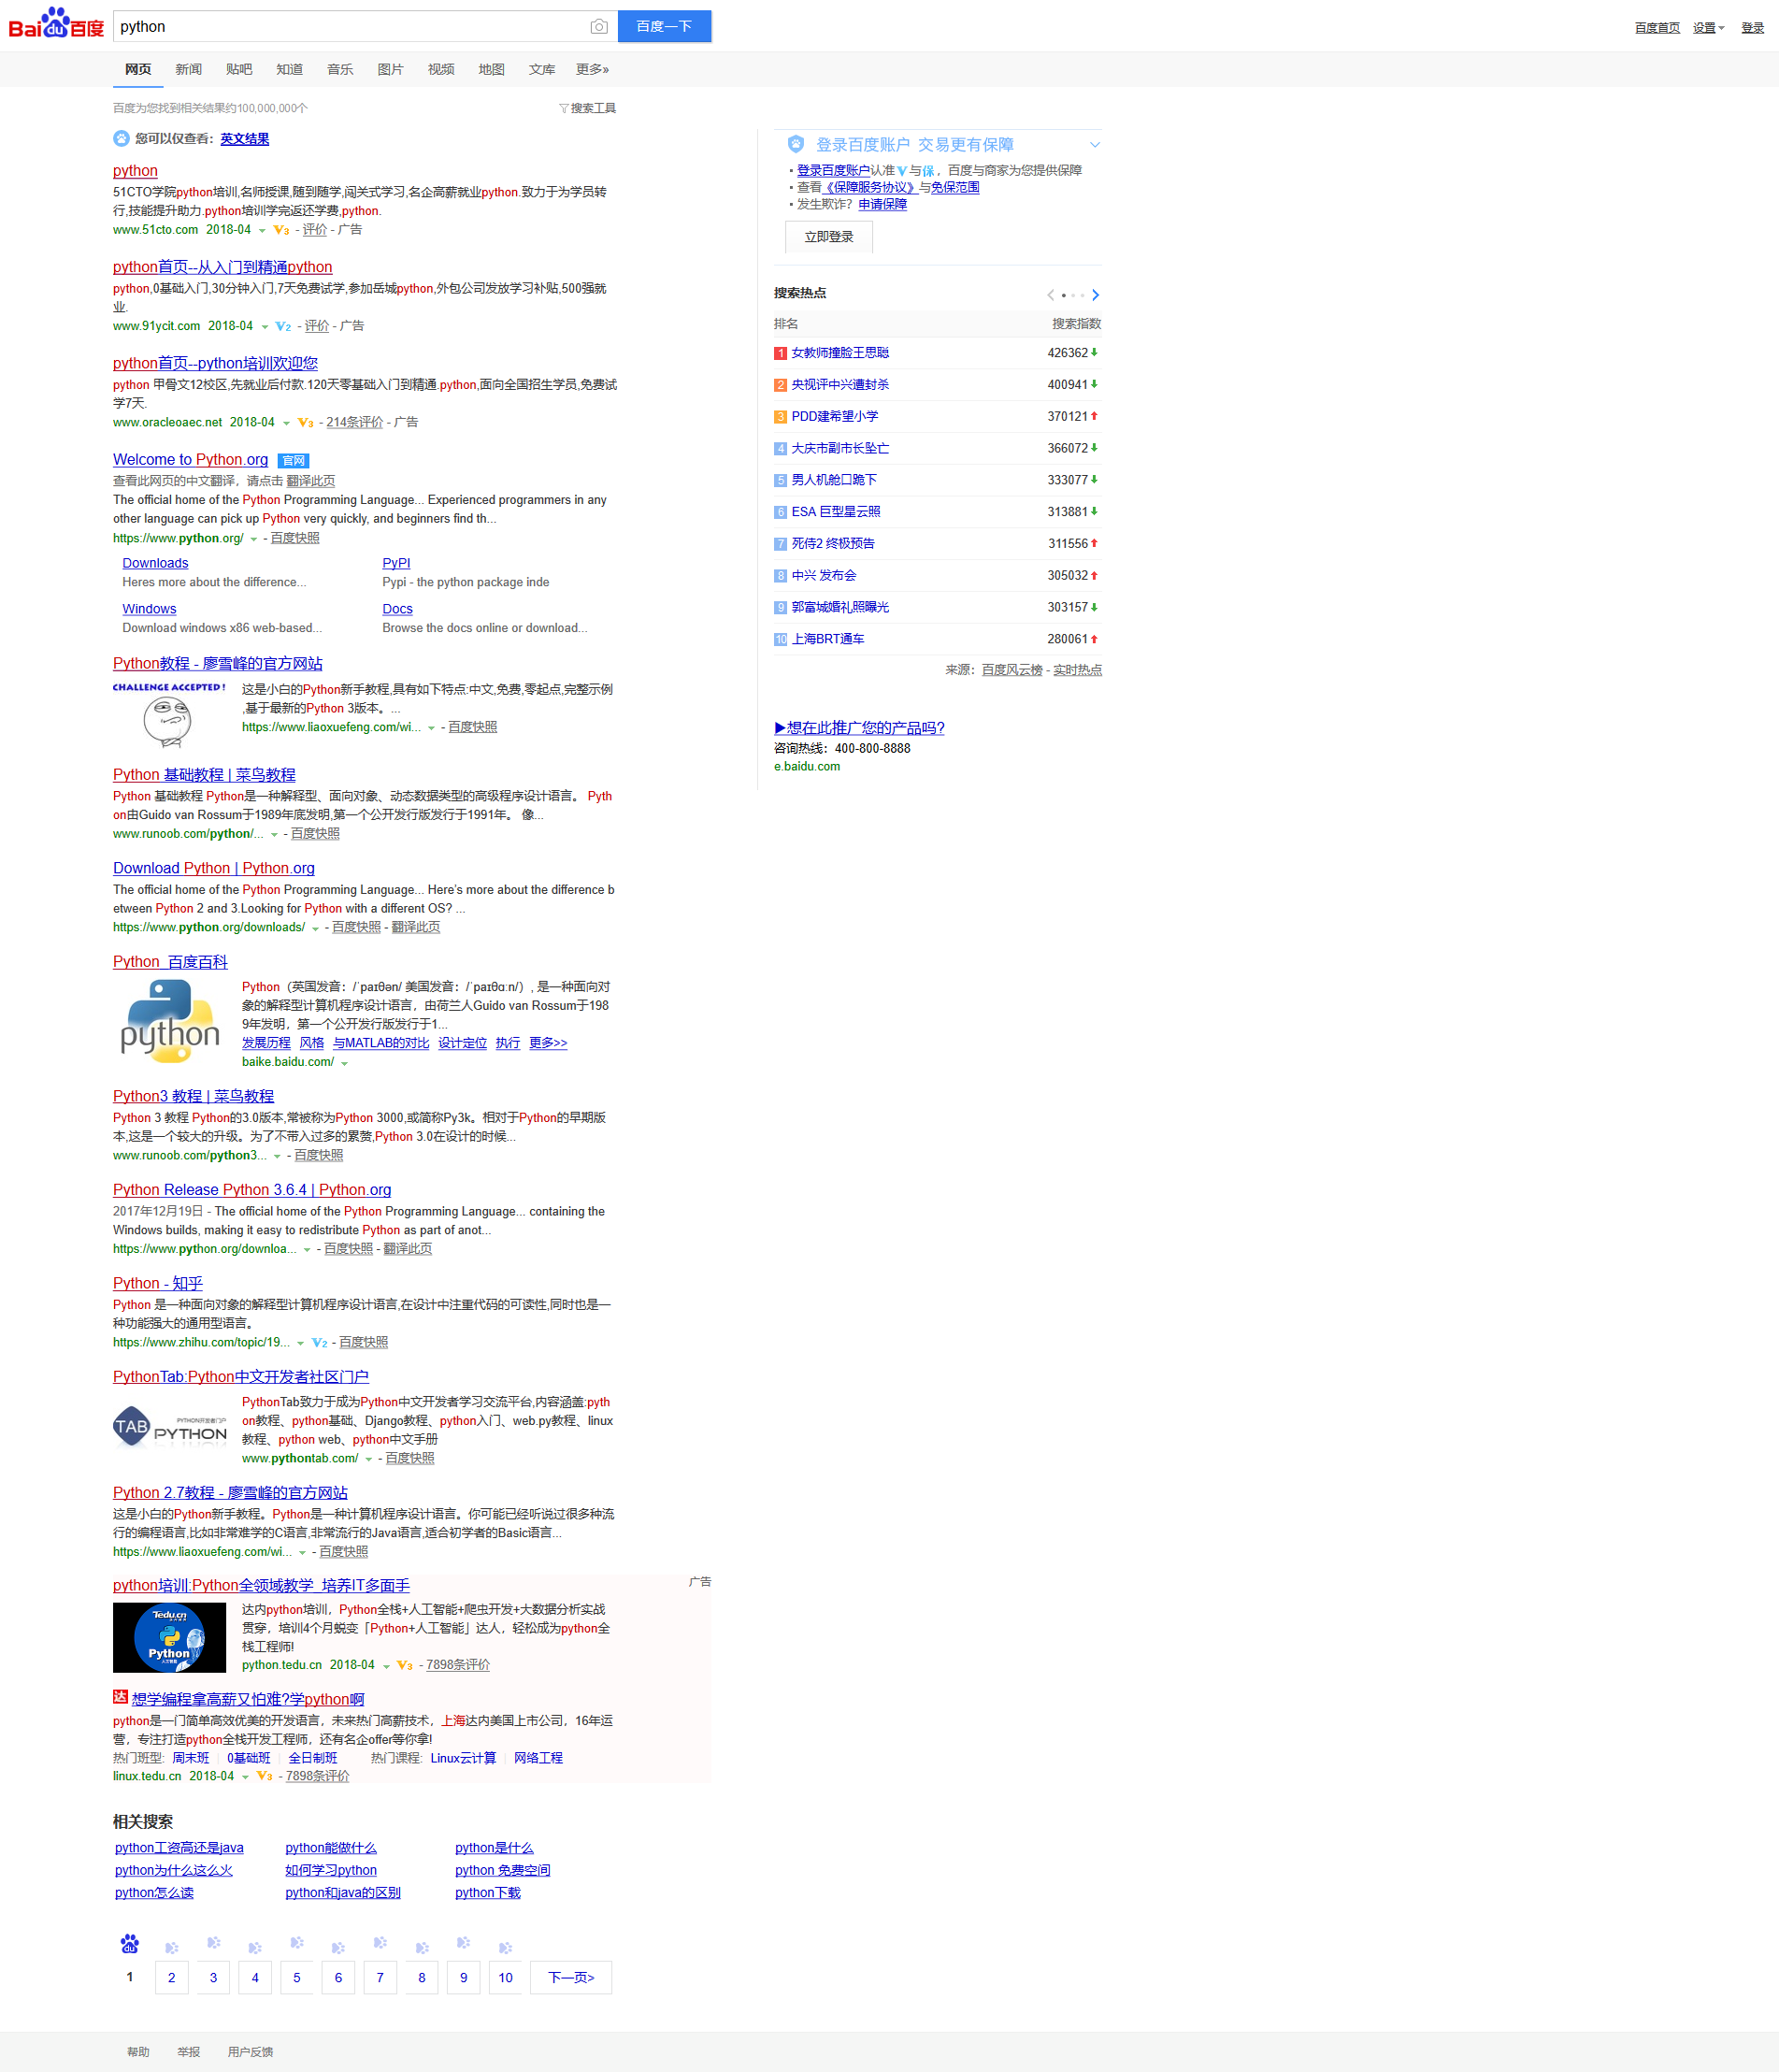 Bai du 百度
python
百度一下
百度首页 设置 登录
网页 新闻 贴吧 知道 音乐 图片 视频 地图 文库 更多»
百度为您找到相关结果约100,000,000个
搜索工具
您可以仅查看：英文结果
python
51CTO学院python培训,名师授课,随到随学,闯关式学习,名企高薪就业python.致力于为学员转
行,技能提升助力.python培训学完返还学费,python.
www.51cto.com 2018-04 V3 - 评价 - 广告
python首页--从入门到精通python
python,0基础入门,30分钟入门,7天免费试学,参加岳城python,外包公司发放学习补贴,500强就
业.
www.91ycit.com 2018-04 V2 - 评价 - 广告
python首页--python培训欢迎您
python 甲骨文12校区,先就业后付款.120天零基础入门到精通.python,面向全国招生学员,免费试
学7天.
www.oracleoaec.net 2018-04 V3 - 214条评价 - 广告
Welcome to Python.org 官网
查看此网页的中文翻译，请点击 翻译此页
The official home of the Python Programming Language... Experienced programmers in any
other language can pick up Python very quickly, and beginners find th...
https://www.python.org/ - 百度快照
Downloads PyPI
Heres more about the difference... Pypi - the python package inde
Windows Docs
Download windows x86 web-based... Browse the docs online or download...
Python教程 - 廖雪峰的官方网站
CHALLENGE ACCEPTED!
这是小白的Python新手教程,具有如下特点:中文,免费,零起点,完整示例
,基于最新的Python 3版本。...
https://www.liaoxuefeng.com/wi... - 百度快照
Python 基础教程 | 菜鸟教程
Python 基础教程 Python是一种解释型、面向对象、动态数据类型的高级程序设计语言。 Pyth
on由Guido van Rossum于1989年底发明,第一个公开发行版发行于1991年。 像...
www.runoob.com/python/... - 百度快照
Download Python | Python.org
The official home of the Python Programming Language... Here's more about the difference b
etween Python 2 and 3.Looking for Python with a different OS? ...
https://www.python.org/downloads/ - 百度快照 - 翻译此页
Python_百度百科
python
Python（英国发音：/ˈpaɪθən/ 美国发音：/ˈpaɪθɑːn/）, 是一种面向对
象的解释型计算机程序设计语言，由荷兰人Guido van Rossum于198
9年发明，第一个公开发行版发行于1...
发展历程 风格 与MATLAB的对比 设计定位 执行 更多>>
baike.baidu.com/
Python3 教程 | 菜鸟教程
Python 3 教程 Python的3.0版本,常被称为Python 3000,或简称Py3k。相对于Python的早期版
本,这是一个较大的升级。为了不带入过多的累赘,Python 3.0在设计的时候...
www.runoob.com/python3... - 百度快照
Python Release Python 3.6.4 | Python.org
2017年12月19日 - The official home of the Python Programming Language... containing the
Windows builds, making it easy to redistribute Python as part of anot...
https://www.python.org/downloa... - 百度快照 - 翻译此页
Python - 知乎
Python 是一种面向对象的解释型计算机程序设计语言,在设计中注重代码的可读性,同时也是一
种功能强大的通用型语言。
https://www.zhihu.com/topic/19... V2 - 百度快照
PythonTab:Python中文开发者社区门户
TAB PYTHON开发者门户 PYTHON
PythonTab致力于成为Python中文开发者学习交流平台,内容涵盖:pyth
on教程、python基础、Django教程、python入门、web.py教程、linux
教程、python web、python中文手册
www.pythontab.com/ - 百度快照
Python 2.7教程 - 廖雪峰的官方网站
这是小白的Python新手教程。Python是一种计算机程序设计语言。你可能已经听说过很多种流
行的编程语言,比如非常难学的C语言,非常流行的Java语言,适合初学者的Basic语言...
https://www.liaoxuefeng.com/wi... - 百度快照
python培训:Python全领域教学_培养IT多面手 广告
Tedu.cn
Python
人工智能
达内python培训，Python全栈+人工智能+爬虫开发+大数据分析实战
贯穿，培训4个月蜕变「Python+人工智能」达人，轻松成为python全
栈工程师!
python.tedu.cn 2018-04 V3 - 7898条评价
达 想学编程拿高薪又怕难?学python啊
python是一门简单高效优美的开发语言，未来热门高薪技术，上海达内美国上市公司，16年运
营，专注打造python全栈开发工程师，还有名企offer等你拿!
热门班型: 周末班 0基础班 全日制班 热门课程: Linux云计算 网络工程
linux.tedu.cn 2018-04 V3 - 7898条评价
相关搜索
python工资高还是java python能做什么 python是什么
python为什么这么火 如何学习python python 免费空间
python怎么读 python和java的区别 python下载
du
1 2 3 4 5 6 7 8 9 10 下一页>
登录百度账户 交易更有保障
登录百度账户认准V与保，百度与商家为您提供保障
查看《保障服务协议》与免保范围
发生欺诈？申请保障
立即登录
搜索热点
排名 搜索指数
1 女教师撞脸王思聪 426362
2 央视评中兴遭封杀 400941
3 PDD建希望小学 370121
4 大庆市副市长坠亡 366072
5 男人机舱口跪下 333077
6 ESA 巨型星云照 313881
7 死侍2 终极预告 311556
8 中兴 发布会 305032
9 郭富城婚礼照曝光 303157
10 上海BRT通车 280061
来源：百度风云榜 - 实时热点
▶想在此推广您的产品吗?
咨询热线：400-800-8888
e.baidu.com
帮助 举报 用户反馈